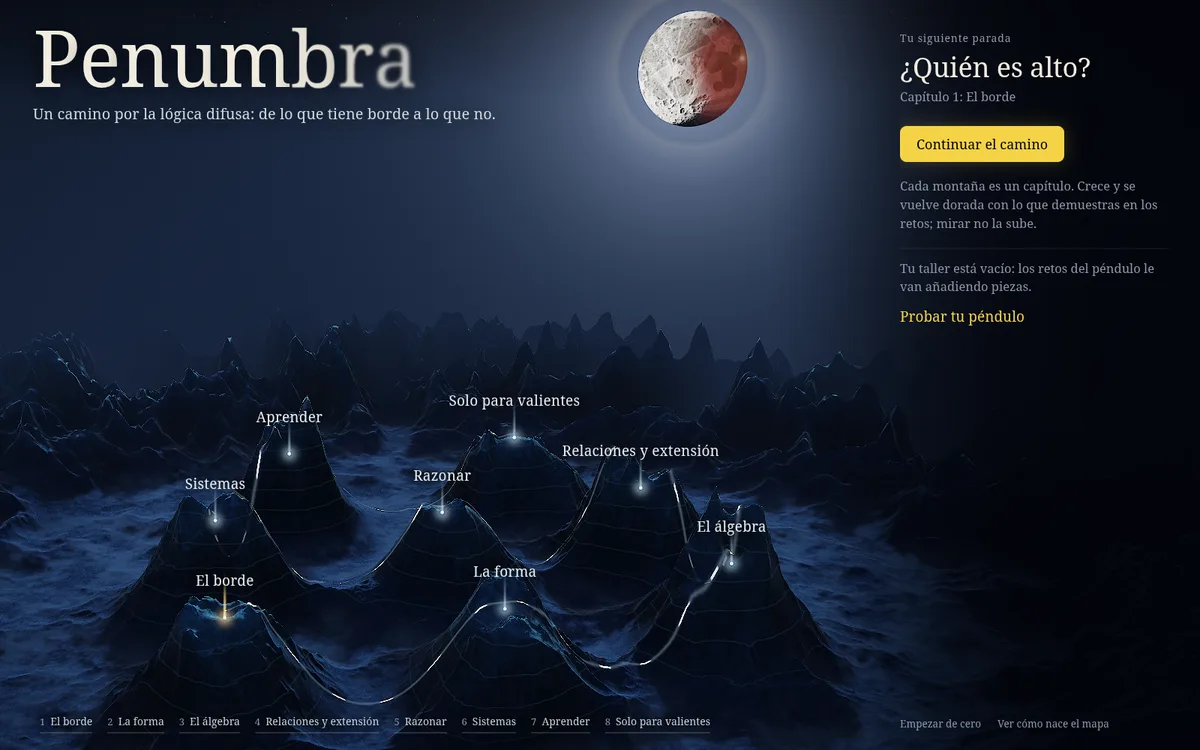 Penumbra
Un camino por la lógica difusa: de lo que tiene borde a lo que no.
Tu siguiente parada
¿Quién es alto?
Capítulo 1: El borde
Continuar el camino
Cada montaña es un capítulo. Crece y se
vuelve dorada con lo que demuestras en los
retos; mirar no la sube.
Tu taller está vacío: los retos del péndulo le
van añadiendo piezas.
Probar tu péndulo
Solo para valientes
Aprender
Relaciones y extensión
Razonar
Sistemas
El álgebra
La forma
El borde
1 El borde 2 La forma 3 El álgebra 4 Relaciones y extensión 5 Razonar 6 Sistemas 7 Aprender 8 Solo para valientes
Empezar de cero Ver cómo nace el mapa